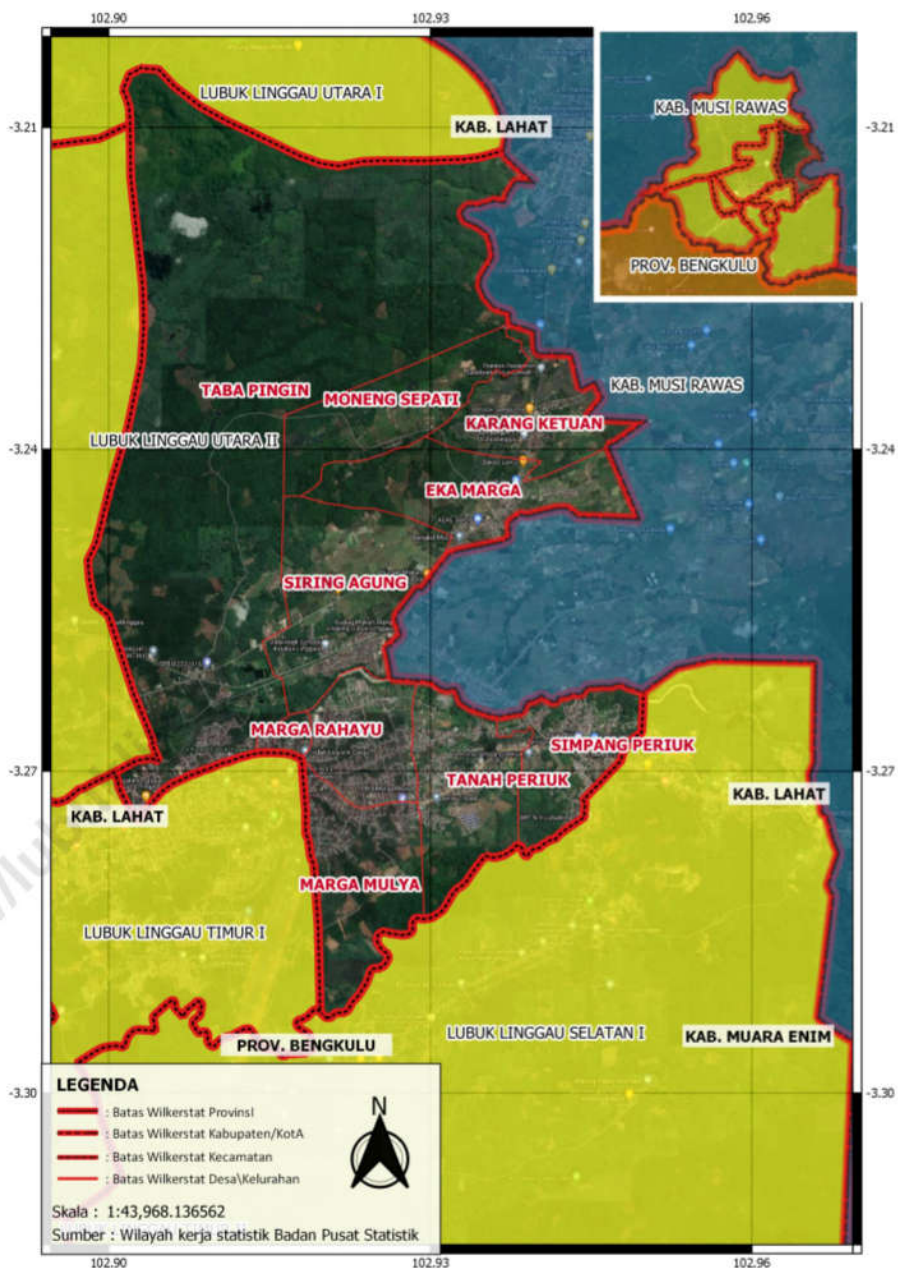 102.90
102.93
102.96
LUBUK LINGGAU UTARA I
KAB. LAHAT
KAB. MUSI RAWAS
PROV. BENGKULU
-3.21
-3.21
TABA PINGIN
MONENG SEPATI
KAB. MUSI RAWAS
KARANG KETUAN
LUBUK LINGGAU UTARA II
-3.24
-3.24
EKA MARGA
SIRING AGUNG
MARGA RAHAYU
SIMPANG PERIUK
TANAH PERIUK
-3.27
-3.27
KAB. LAHAT
KAB. LAHAT
MARGA MULYA
LUBUK LINGGAU TIMUR I
LUBUK LINGGAU SELATAN I
PROV. BENGKULU
KAB. MUARA ENIM
LEGENDA
: Batas Wilkerstat Provinsi
: Batas Wilkerstat Kabupaten/KotA
: Batas Wilkerstat Kecamatan
: Batas Wilkerstat Desa\Kelurahan
N
-3.30
-3.30
Skala : 1:43,968.136562
Sumber : Wilayah kerja statistik Badan Pusat Statistik
102.90
102.93
102.96